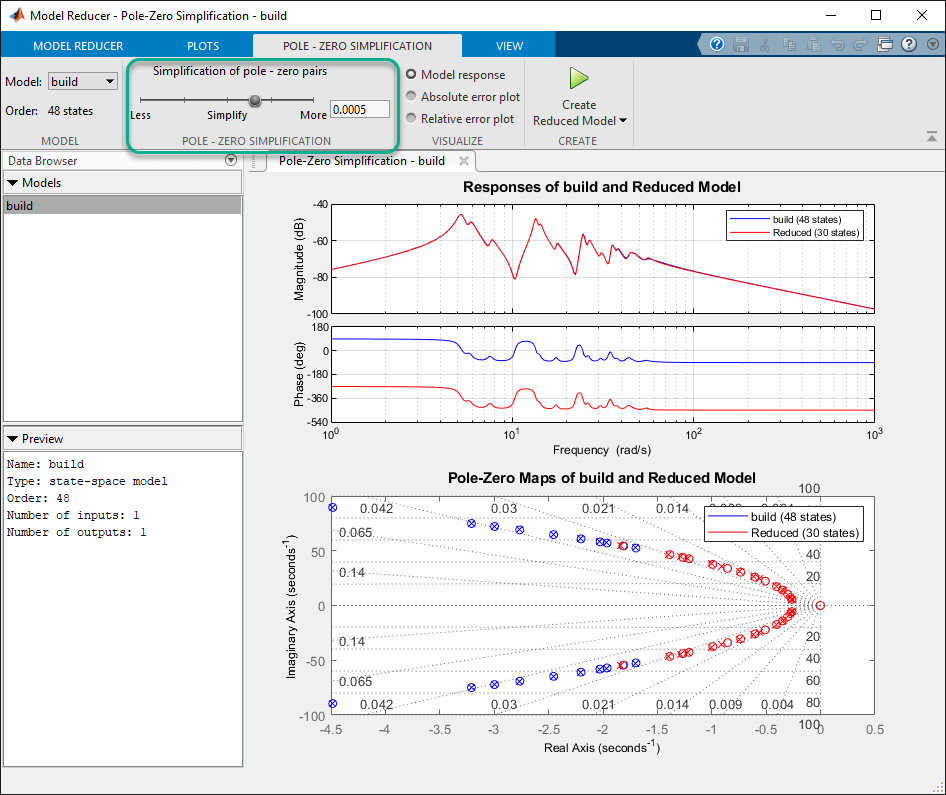 Model Reducer - Pole-Zero Simplification - build
MODEL REDUCER PLOTS POLE - ZERO SIMPLIFICATION VIEW
Model: build
Order: 48 states
MODEL
Simplification of pole - zero pairs
Less Simplify More 0.0005
POLE - ZERO SIMPLIFICATION
Model response
Absolute error plot
Relative error plot
VISUALIZE
Create
Reduced Model
CREATE
Data Browser
Models
build
Preview
Name: build
Type: state-space model
Order: 48
Number of inputs: 1
Number of outputs: 1
Pole-Zero Simplification - build
Responses of build and Reduced Model
Magnitude (dB)
-40
-60
-80
-100
build (48 states)
Reduced (30 states)
Phase (deg)
180
0
-180
-360
-540
10^0 10^1 10^2 10^3
Frequency (rad/s)
Pole-Zero Maps of build and Reduced Model
Imaginary Axis (seconds^-1)
100
50
0
-50
-100
0.042 0.03 0.021 0.014
100
build (48 states)
Reduced (30 states)
0.065
0.14
40
20
0.14
0.065
20
40
60
80
0.042 0.03 0.021 0.014 0.009 0.004
100
-4.5 -4 -3.5 -3 -2.5 -2 -1.5 -1 -0.5 0 0.5
Real Axis (seconds^-1)